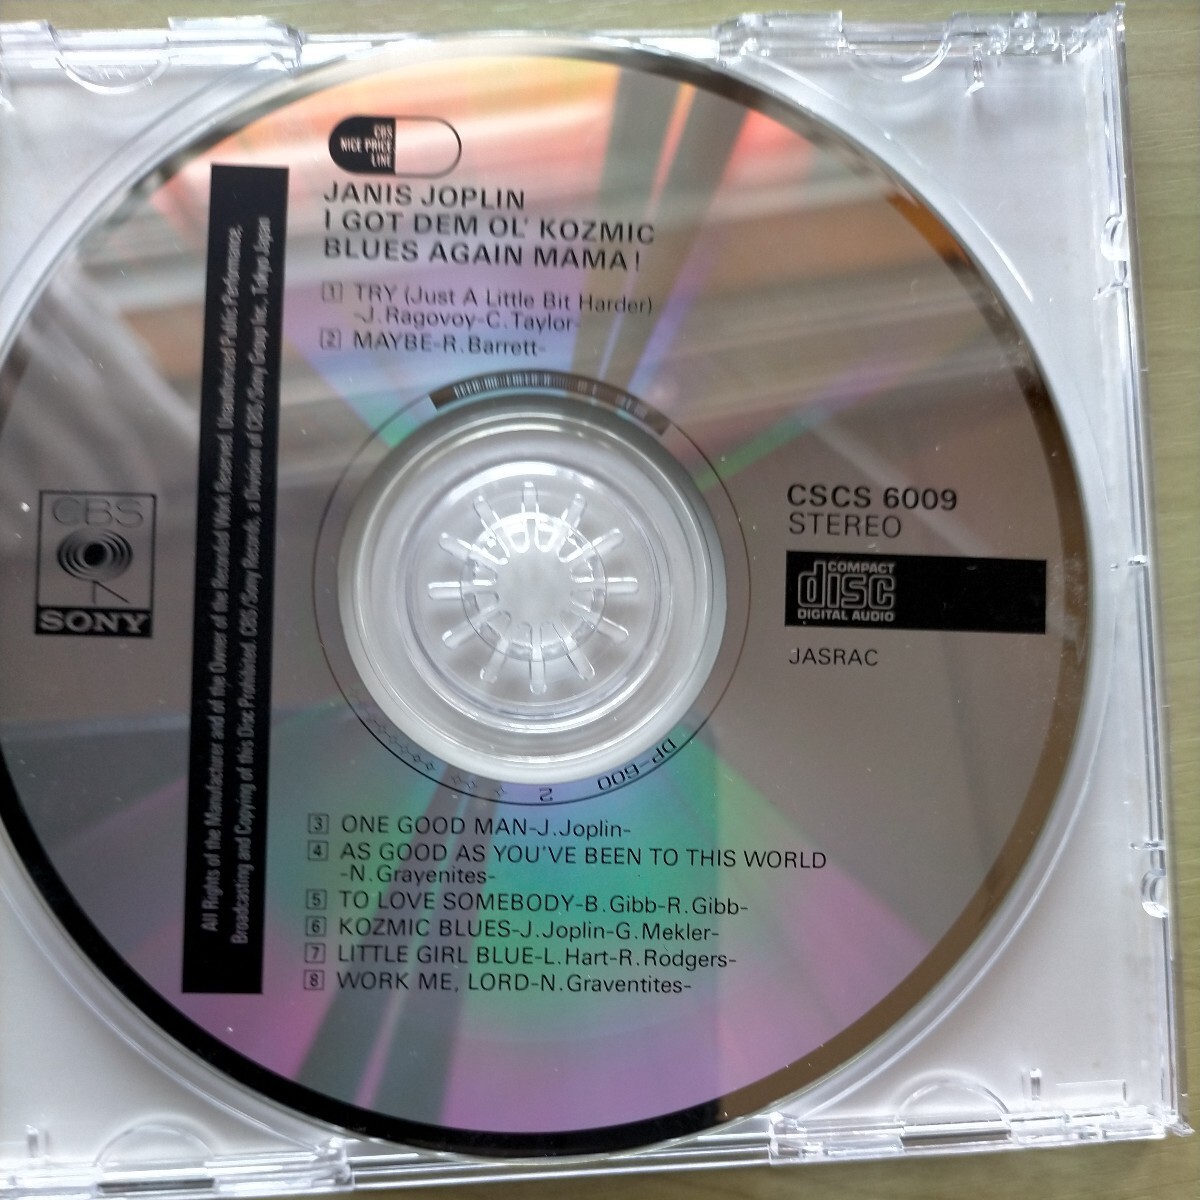 CBS
NICE PRICE
LINE
JANIS JOPLIN
I GOT DEM OL' KOZMIC
BLUES AGAIN MAMA!
1 TRY (Just A Little Bit Harder)
-J.Ragovoy-C.Taylor-
2 MAYBE-R.Barrett-
All Rights of the Manufacturer and of the Owner of the Recorded Work Reserved. Unauthorized Public Performance,
Broadcasting and Copying of this Disc Prohibited. CBS/Sony Records, a Division of CBS/Sony Group Inc. Tokyo Japan
CBS
SONY
CSCS 6009
STEREO
COMPACT
disc
DIGITAL AUDIO
JASRAC
DP-600 2
3 ONE GOOD MAN-J.Joplin-
4 AS GOOD AS YOU'VE BEEN TO THIS WORLD
-N.Grayenites-
5 TO LOVE SOMEBODY-B.Gibb-R.Gibb-
6 KOZMIC BLUES-J.Joplin-G.Mekler-
7 LITTLE GIRL BLUE-L.Hart-R.Rodgers-
8 WORK ME, LORD-N.Graventites-